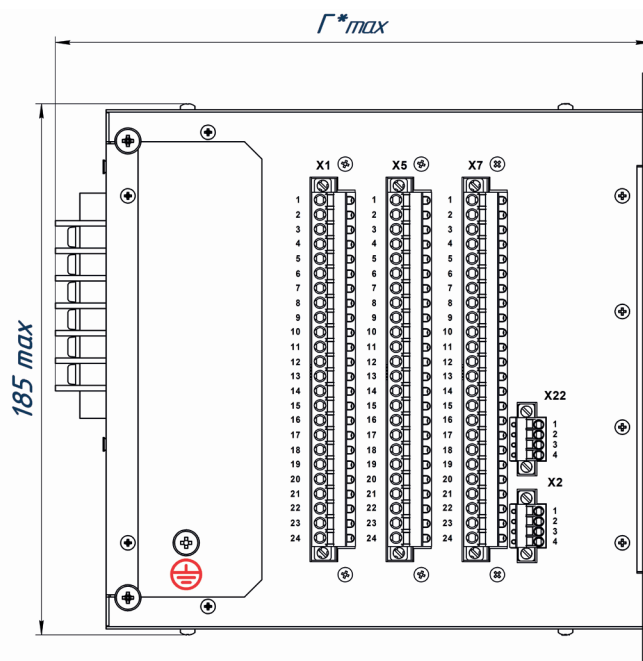 Г*max
185 max
X1 X5 X7
1 1 1
2 2 2
3 3 3
4 4 4
5 5 5
6 6 6
7 7 7
8 8 8
9 9 9
10 10 10
11 11 11
12 12 12
13 13 13
14 14 14
15 15 15
16 16 16
17 17 17
18 18 18
19 19 19
20 20 20
21 21 21
22 22 22
23 23 23
24 24 24
X22
1
2
3
4
X2
1
2
3
4